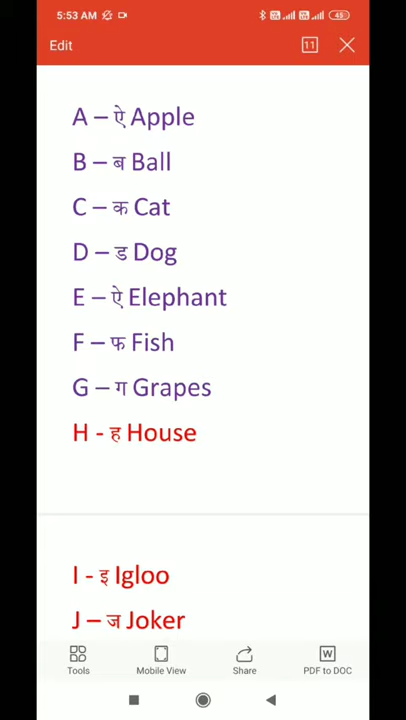 5:53 AM 49
Edit 11
A – ऐ Apple
B – ब Ball
C – क Cat
D – ड Dog
E – ऐ Elephant
F – फ Fish
G – ग Grapes
H - ह House
I - इ Igloo
J – ज Joker
Tools Mobile View Share W PDF to DOC